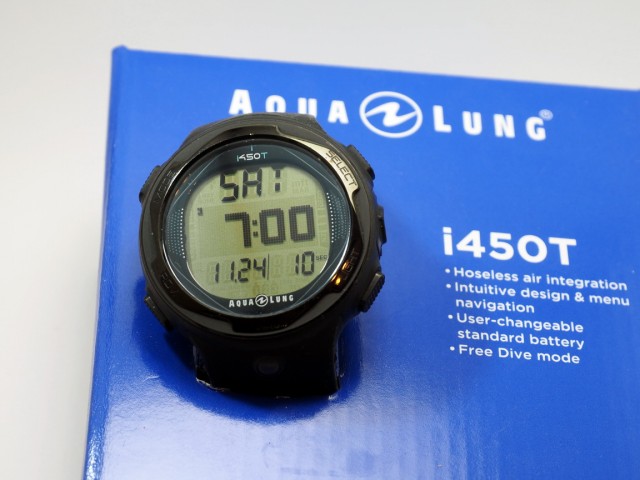 AQUA LUNG®
i450T
SELECT
SAT
7:00
11.24 10 SEC
AQUA LUNG
i450T
• Hoseless air integration
• Intuitive design & menu
navigation
• User-changeable
standard battery
• Free Dive mode